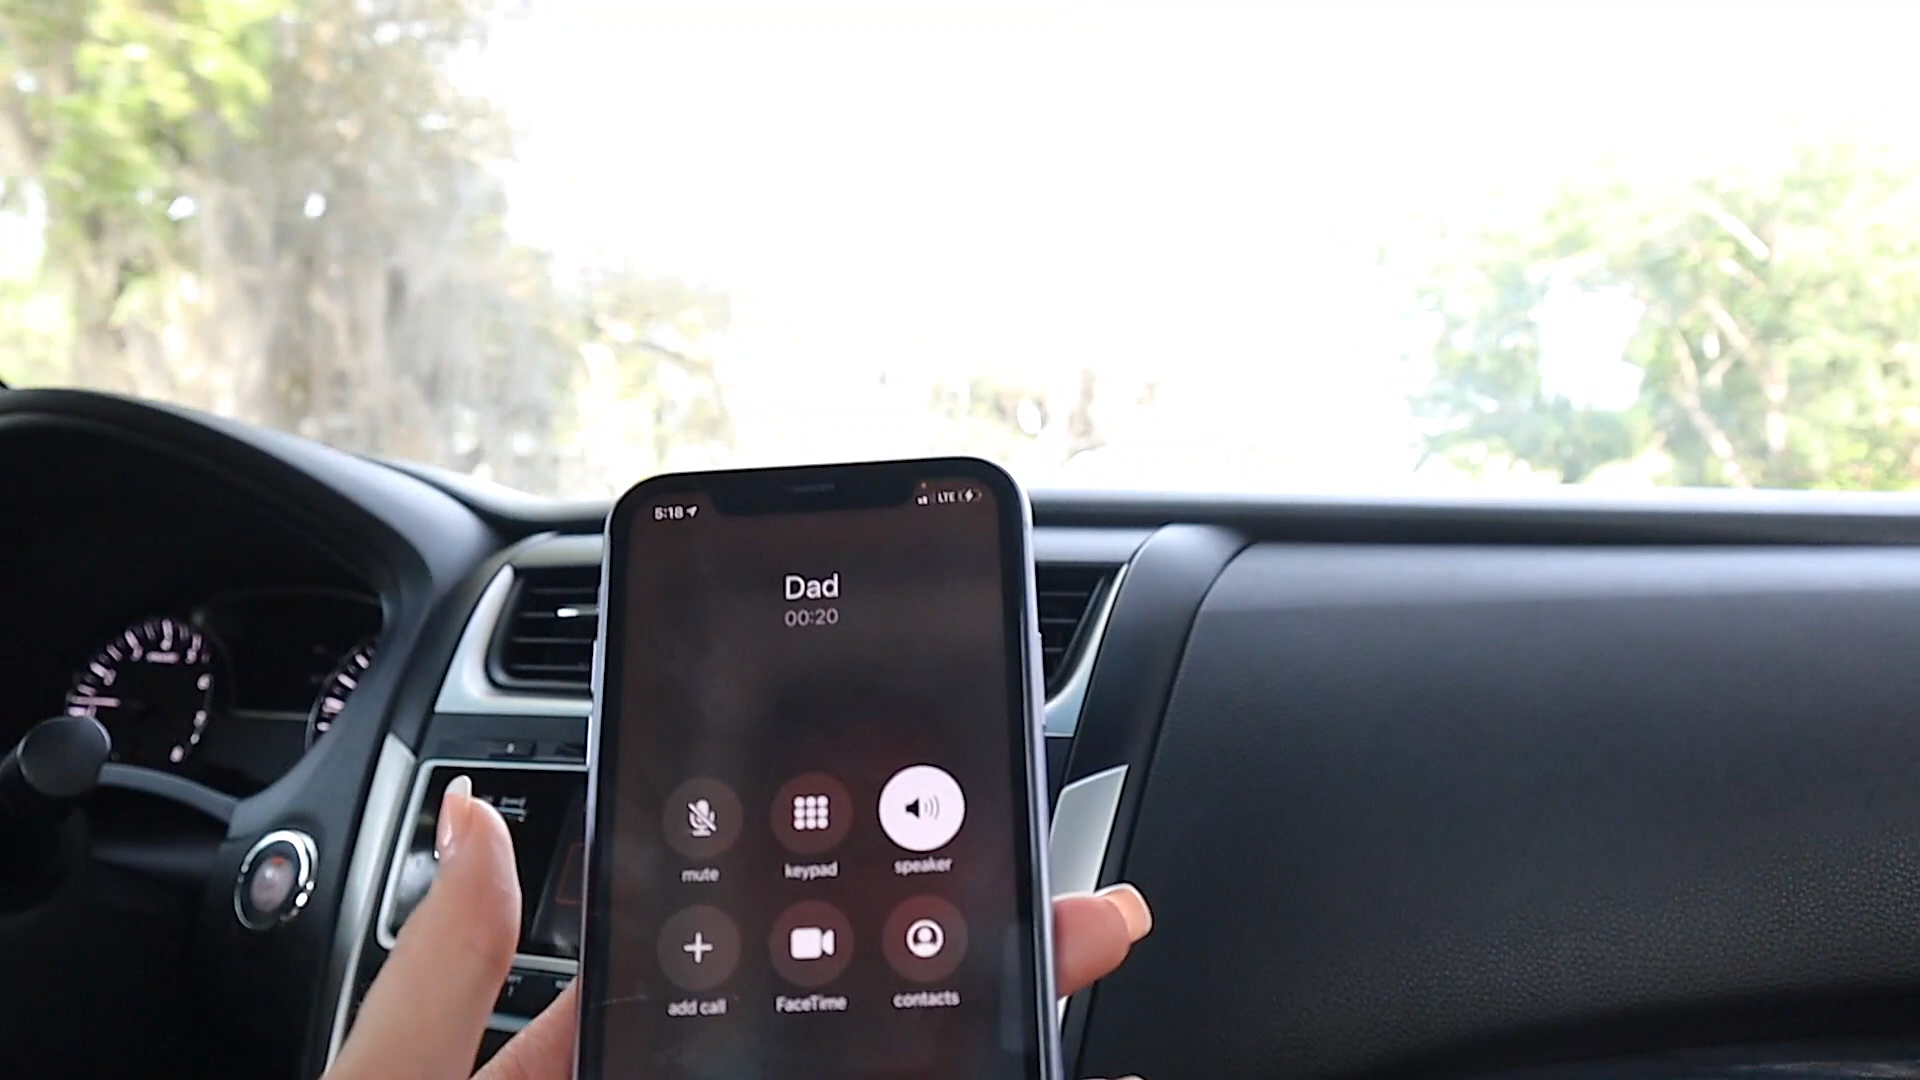 5:18 LTE
Dad
00:20
mute keypad speaker
add call FaceTime contacts